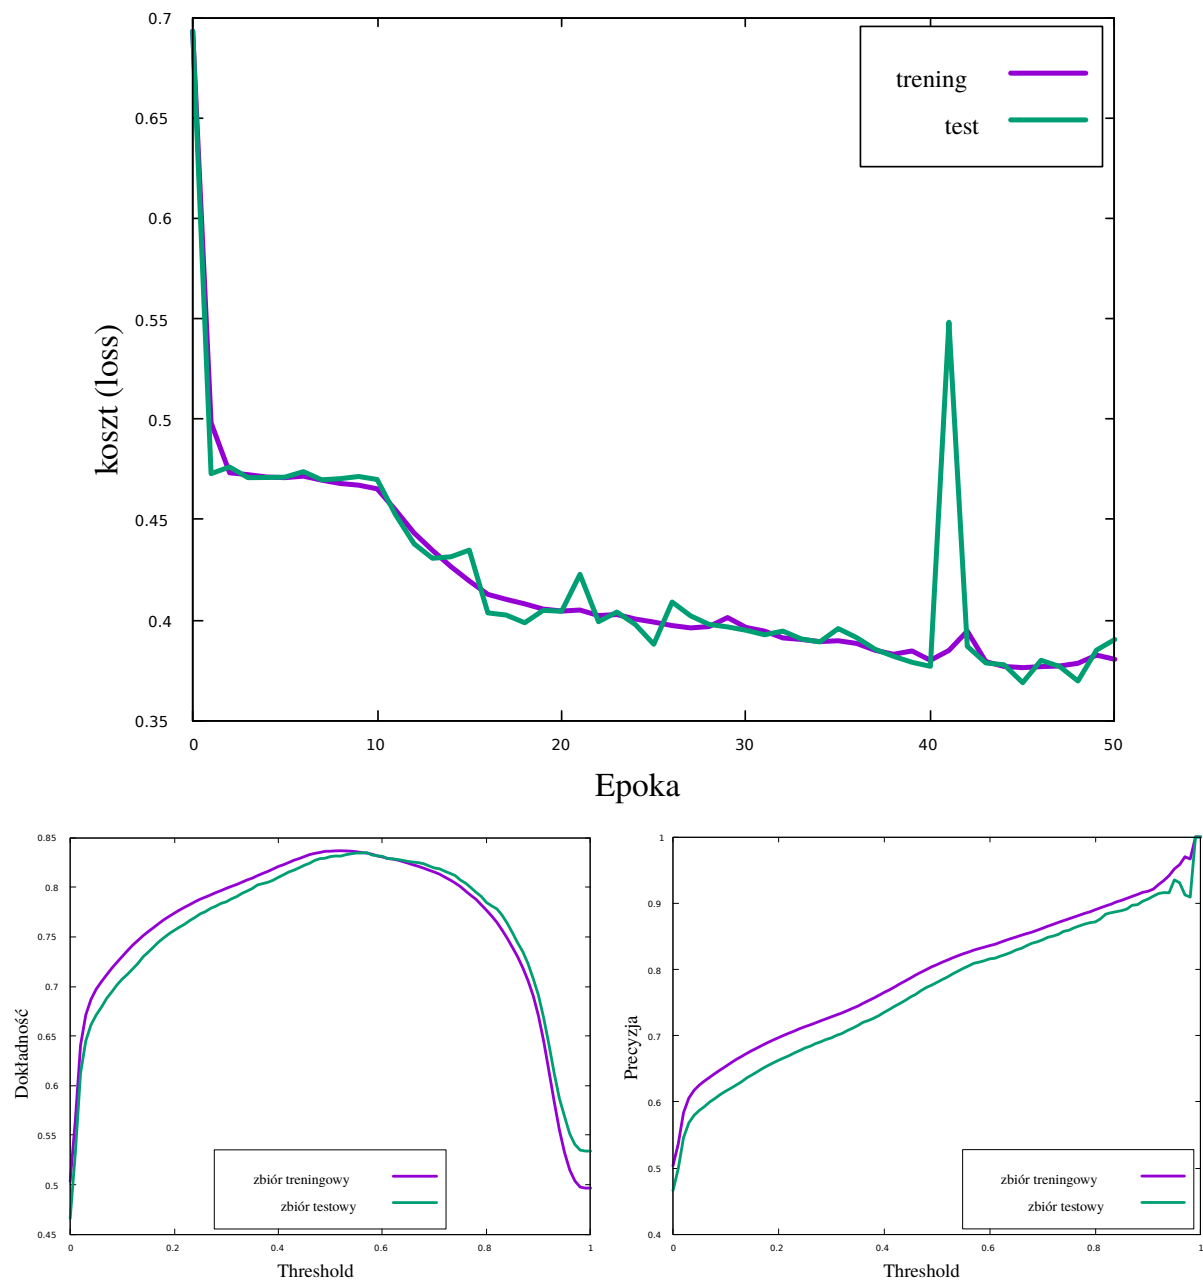 0.7
0.65
0.6
0.55
0.5
0.45
0.4
0.35
koszt (loss)
trening
test
0 10 20 30 40 50
Epoka
0.85
0.8
0.75
0.7
0.65
0.6
0.55
0.5
0.45
Dokładność
zbiór treningowy
zbiór testowy
0 0.2 0.4 0.6 0.8 1
Threshold
1
0.9
0.8
0.7
0.6
0.5
0.4
Precyzja
zbiór treningowy
zbiór testowy
0 0.2 0.4 0.6 0.8 1
Threshold